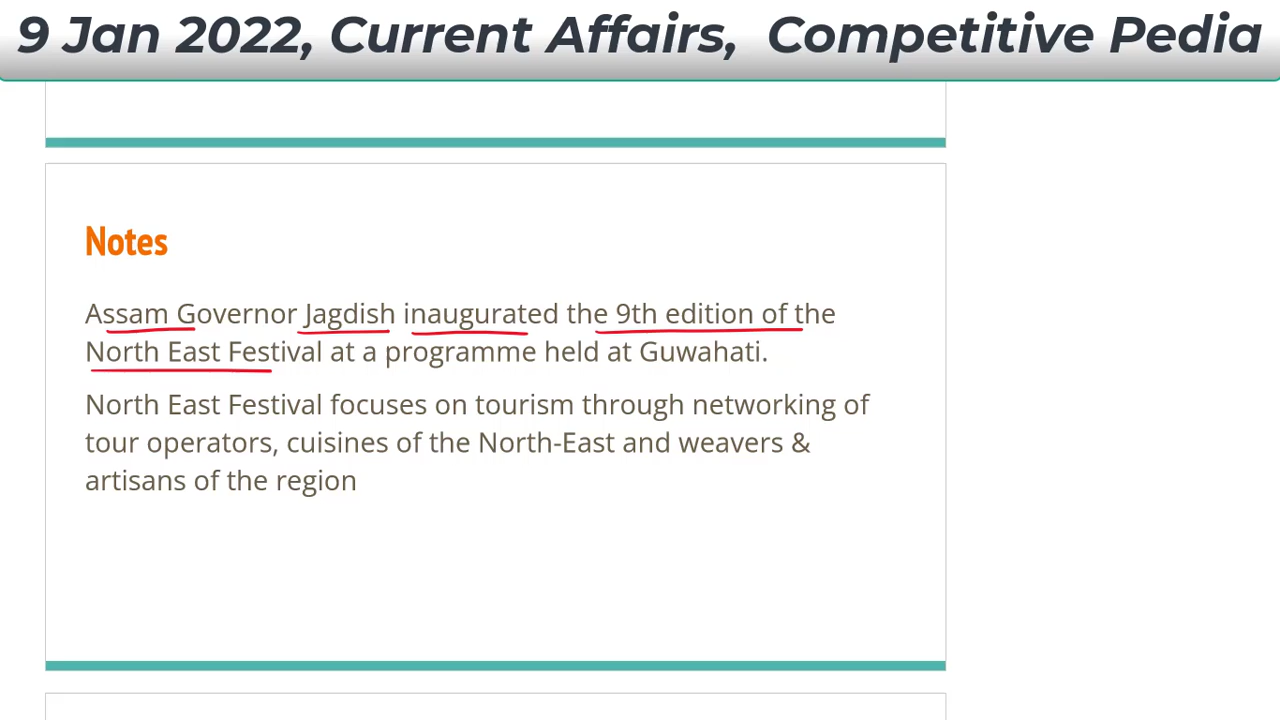 9 Jan 2022, Current Affairs, Competitive Pedia
Notes
Assam Governor Jagdish inaugurated the 9th edition of the
North East Festival at a programme held at Guwahati.
North East Festival focuses on tourism through networking of
tour operators, cuisines of the North-East and weavers &
artisans of the region